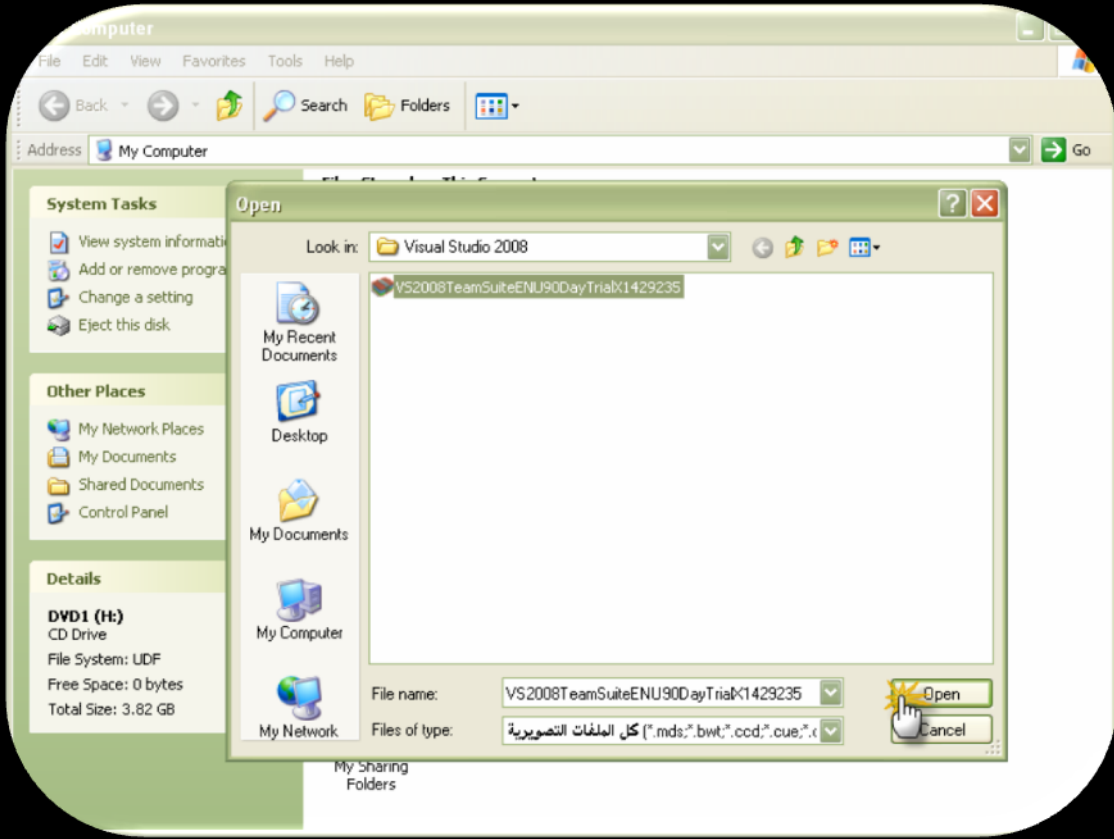 Computer
File Edit View Favorites Tools Help
Back Search Folders
Address My Computer Go
System Tasks
View system informati
Add or remove progra
Change a setting
Eject this disk
Other Places
My Network Places
My Documents
Shared Documents
Control Panel
Details
DVD1 (H:)
CD Drive
File System: UDF
Free Space: 0 bytes
Total Size: 3.82 GB
Open
Look in: Visual Studio 2008
VS2008TeamSuiteENU90DayTrialX1429235
My Recent
Documents
Desktop
My Documents
My Computer
My Network
File name: VS2008TeamSuiteENU90DayTrialX1429235 Open
Files of type: كل الملفات التصويرية (*.mds;*.bwt;*.ccd;*.cue;*.c Cancel
My Sharing
Folders